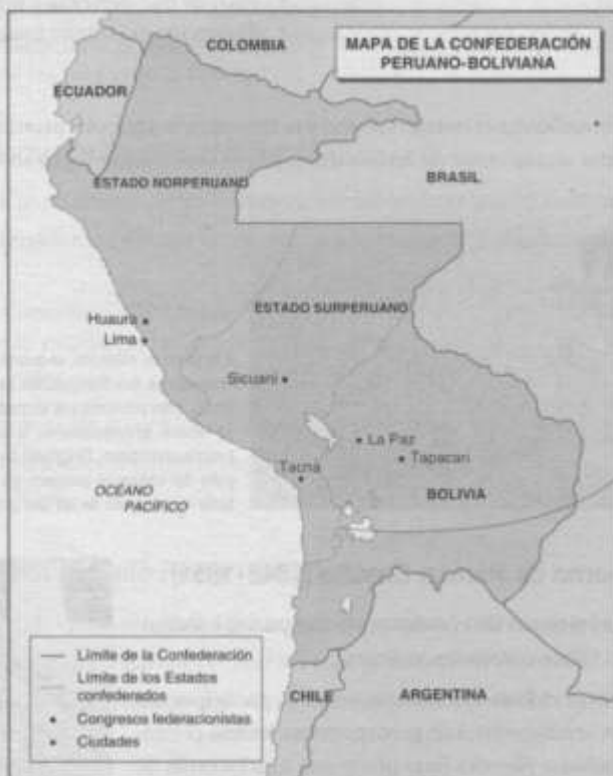 MAPA DE LA CONFEDERACIÓN
PERUANO-BOLIVIANA
COLOMBIA
ECUADOR
ESTADO NORPERUANO
BRASIL
ESTADO SURPERUANO
Huaura
Lima
Sicuani
La Paz
Tapacarí
Tacna
BOLIVIA
OCÉANO
PACÍFICO
CHILE
ARGENTINA
Límite de la Confederación
Límite de los Estados
confederados
Congresos federacionistas
Ciudades